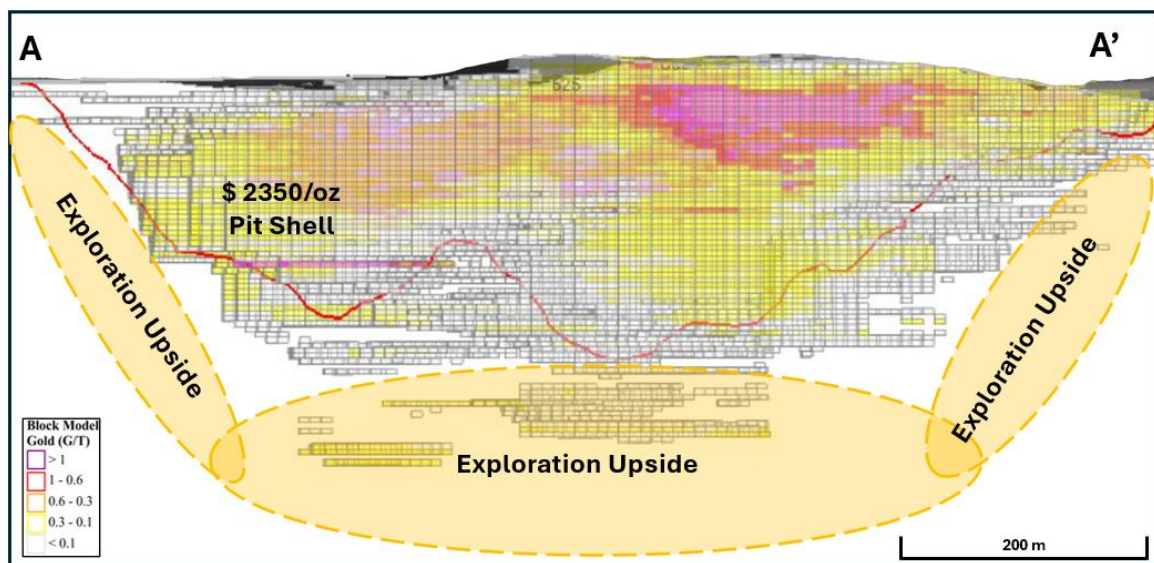 A
A’
625
$ 2350/oz
Pit Shell
Exploration Upside
Exploration Upside
Exploration Upside
Block Model
Gold (G/T)
> 1
1 - 0.6
0.6 - 0.3
0.3 - 0.1
< 0.1
200 m